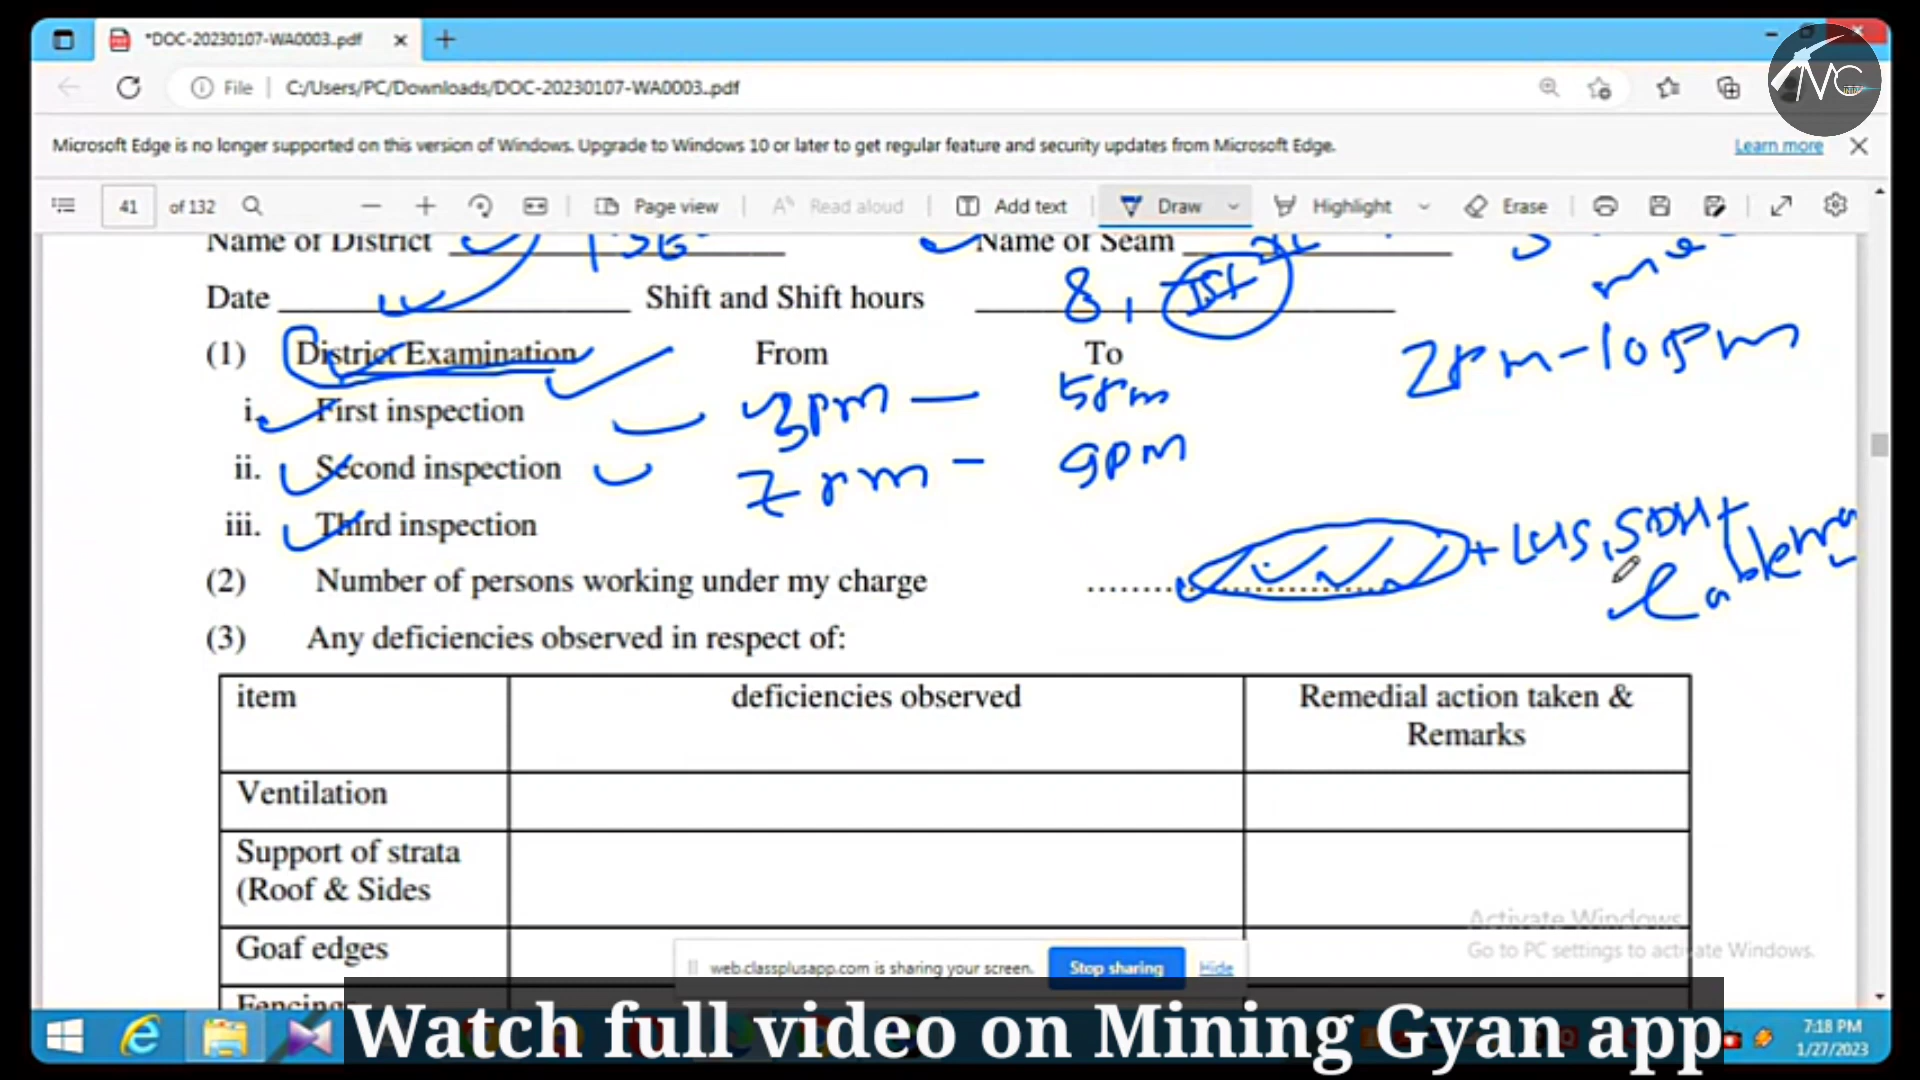 *DOC-20230107-WA0003..pdf
File | C:/Users/PC/Downloads/DOC-20230107-WA0003..pdf
Microsoft Edge is no longer supported on this version of Windows. Upgrade to Windows 10 or later to get regular feature and security updates from Microsoft Edge. Learn more
41 of 132 Page view Read aloud Add text Draw Highlight Erase
Name of District Name of Seam
Date Shift and Shift hours 8,
(1) District Examination From To 2pm-10pm
i. First inspection 3pm — 5pm
ii. Second inspection 7pm — 9pm
iii. Third inspection
(2) Number of persons working under my charge ........
(3) Any deficiencies observed in respect of:
item deficiencies observed Remedial action taken & Remarks
Ventilation
Support of strata
(Roof & Sides
Goaf edges
Fencings
Activate Windows
Go to PC settings to activate Windows.
web.classplusapp.com is sharing your screen. Stop sharing Hide
Watch full video on Mining Gyan app
7:18 PM
1/27/2023